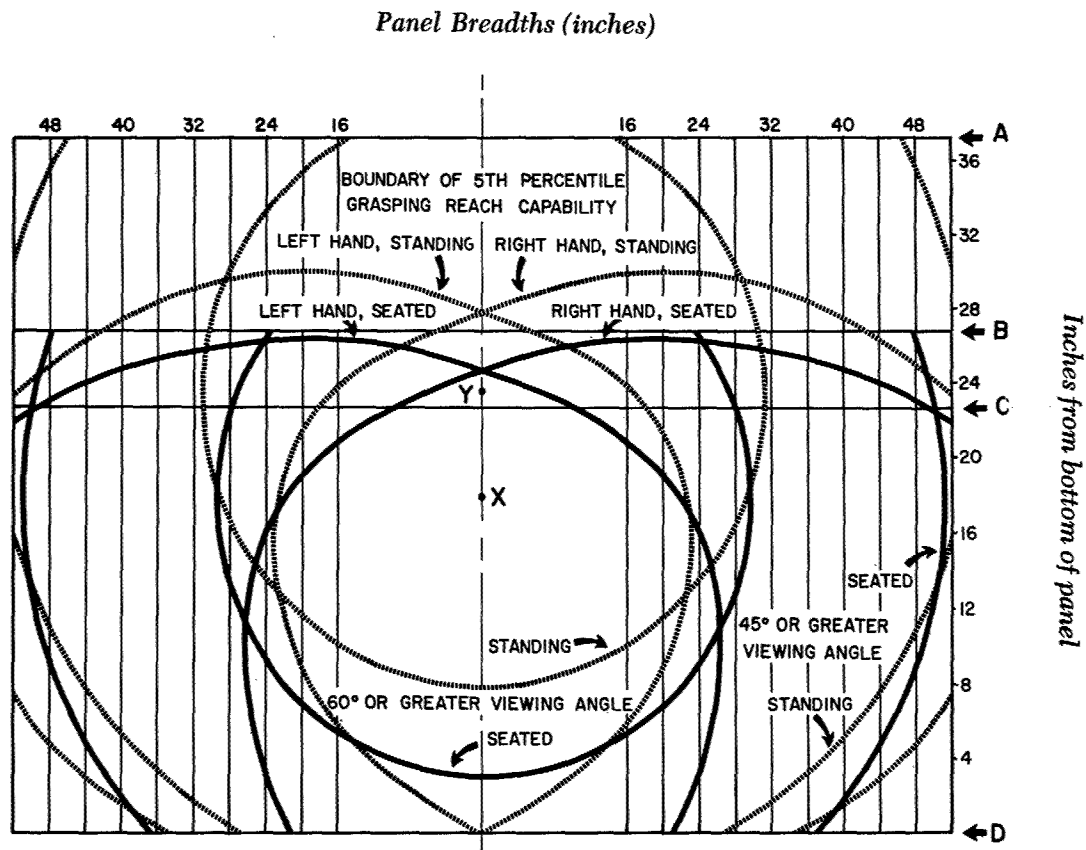 Panel Breadths (inches)
48 40 32 24 16 16 24 32 40 48
A
36
BOUNDARY OF 5TH PERCENTILE
GRASPING REACH CAPABILITY
LEFT HAND, STANDING RIGHT HAND, STANDING
32
LEFT HAND, SEATED RIGHT HAND, SEATED
28
B
Y
24
C
20
X
16
SEATED
12
45° OR GREATER
VIEWING ANGLE
STANDING
8
60° OR GREATER VIEWING ANGLE
STANDING
SEATED
4
D
Inches from bottom of panel